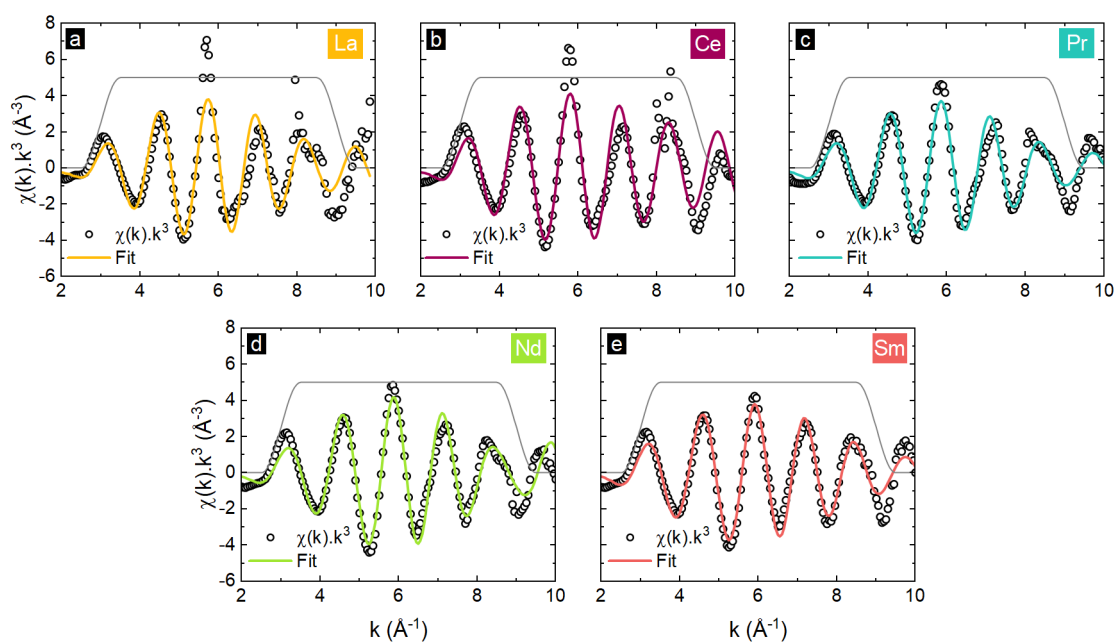 a
La
b
Ce
c
Pr
8
6
4
2
0
-2
-4
-6
χ(k).k³ (Å⁻³)
χ(k).k³
Fit
χ(k).k³
Fit
χ(k).k³
Fit
2 4 6 8 10
2 4 6 8 10
2 4 6 8 10
d
Nd
e
Sm
8
6
4
2
0
-2
-4
-6
χ(k).k³ (Å⁻³)
χ(k).k³
Fit
χ(k).k³
Fit
2 4 6 8 10
2 4 6 8 10
k (Å⁻¹)
k (Å⁻¹)